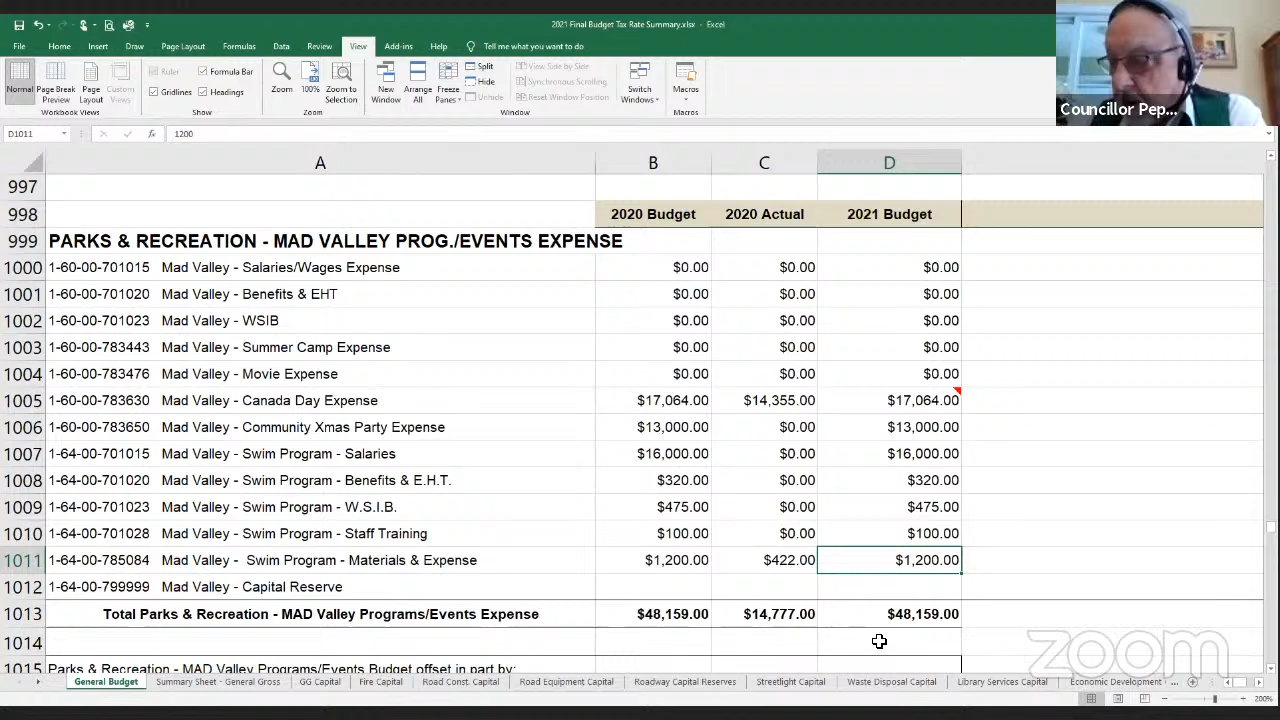 2021 Final Budget Tax Rate Summary.xlsx - Excel
File Home Insert Draw Page Layout Formulas Data Review View Add-ins Help Tell me what you want to do
Normal Page Break Preview Page Layout Custom Views
Ruler Formula Bar
Gridlines Headings
Zoom 100% Zoom to Selection
New Window Arrange All Freeze Panes
Split View Side by Side
Hide Synchronous Scrolling
Unhide Reset Window Position
Switch Windows Macros
Workbook Views Show Zoom Window Macros
Councillor Pep...
D1011 fx 1200
A B C D
997
998 2020 Budget 2020 Actual 2021 Budget
999 PARKS & RECREATION - MAD VALLEY PROG./EVENTS EXPENSE
1000 1-60-00-701015 Mad Valley - Salaries/Wages Expense $0.00 $0.00 $0.00
1001 1-60-00-701020 Mad Valley - Benefits & EHT $0.00 $0.00 $0.00
1002 1-60-00-701023 Mad Valley - WSIB $0.00 $0.00 $0.00
1003 1-60-00-783443 Mad Valley - Summer Camp Expense $0.00 $0.00 $0.00
1004 1-60-00-783476 Mad Valley - Movie Expense $0.00 $0.00 $0.00
1005 1-60-00-783630 Mad Valley - Canada Day Expense $17,064.00 $14,355.00 $17,064.00
1006 1-60-00-783650 Mad Valley - Community Xmas Party Expense $13,000.00 $0.00 $13,000.00
1007 1-64-00-701015 Mad Valley - Swim Program - Salaries $16,000.00 $0.00 $16,000.00
1008 1-64-00-701020 Mad Valley - Swim Program - Benefits & E.H.T. $320.00 $0.00 $320.00
1009 1-64-00-701023 Mad Valley - Swim Program - W.S.I.B. $475.00 $0.00 $475.00
1010 1-64-00-701028 Mad Valley - Swim Program - Staff Training $100.00 $0.00 $100.00
1011 1-64-00-785084 Mad Valley - Swim Program - Materials & Expense $1,200.00 $422.00 $1,200.00
1012 1-64-00-799999 Mad Valley - Capital Reserve
1013 Total Parks & Recreation - MAD Valley Programs/Events Expense $48,159.00 $14,777.00 $48,159.00
1014
1015 Parks & Recreation - MAD Valley Programs/Events Budget offset in part by:
zoom
General Budget Summary Sheet - General Gross GG Capital Fire Capital Road Const. Capital Road Equipment Capital Roadway Capital Reserves Streetlight Capital Waste Disposal Capital Library Services Capital Economic Development ...
200%